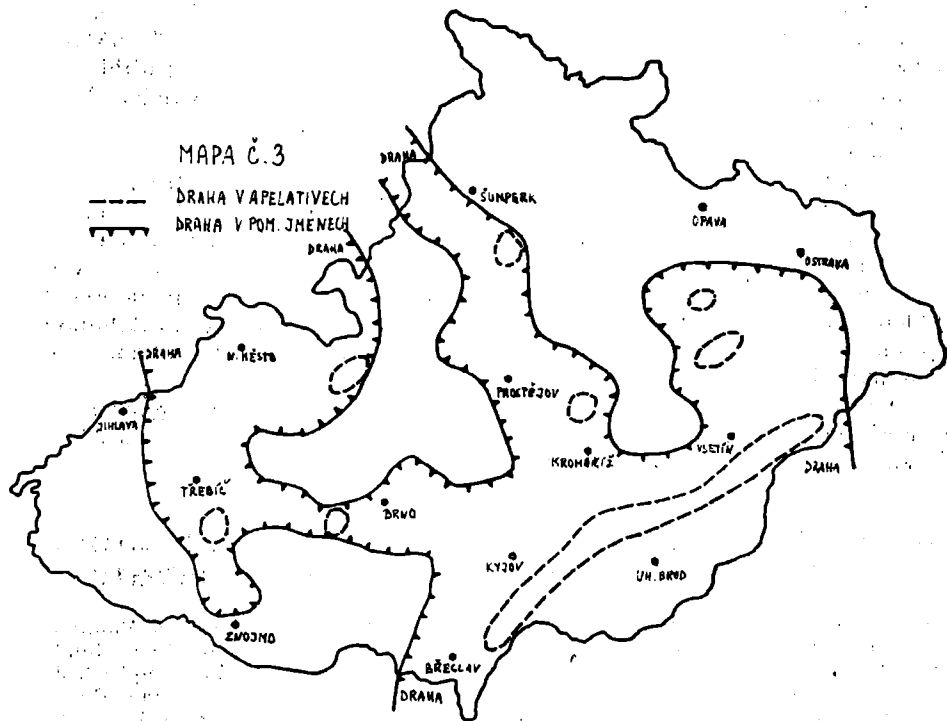 MAPA Č.3
DRAHA V APELATIVECH
DRAHA V POM. JMÉNECH
DRAHA
ŠUMPERK
OPAVA
DRAHA
OSTRAVA
N. MĚSTO
DRAHA
PROSTĚJOV
JIHLAVA
KROMĚŘÍŽ
VSETÍN
DRAHA
TŘEBÍČ
BRNO
KYJOV
UH. BROD
ZNOJMO
BŘECLAV
DRAHA